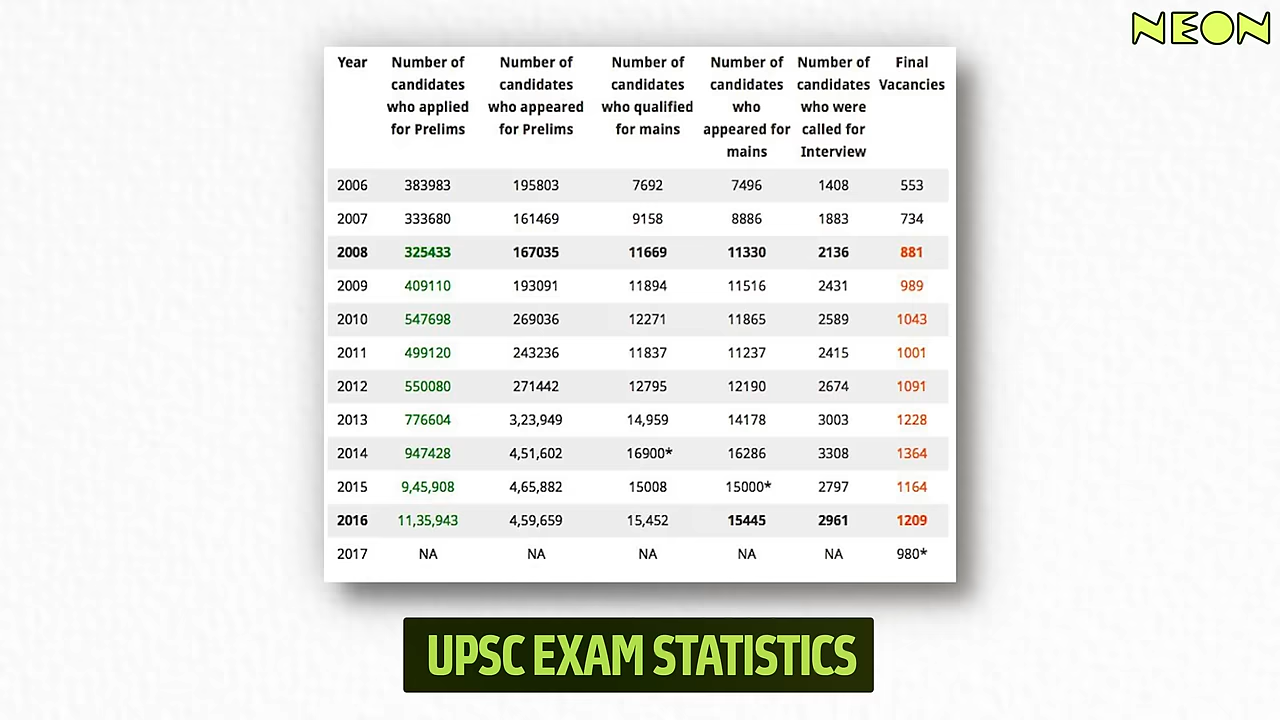 NEON
Year Number of candidates who applied for Prelims Number of candidates who appeared for Prelims Number of candidates who qualified for mains Number of candidates who appeared for mains Number of candidates who were called for Interview Final Vacancies
2006 383983 195803 7692 7496 1408 553
2007 333680 161469 9158 8886 1883 734
2008 325433 167035 11669 11330 2136 881
2009 409110 193091 11894 11516 2431 989
2010 547698 269036 12271 11865 2589 1043
2011 499120 243236 11837 11237 2415 1001
2012 550080 271442 12795 12190 2674 1091
2013 776604 3,23,949 14,959 14178 3003 1228
2014 947428 4,51,602 16900* 16286 3308 1364
2015 9,45,908 4,65,882 15008 15000* 2797 1164
2016 11,35,943 4,59,659 15,452 15445 2961 1209
2017 NA NA NA NA NA 980*
UPSC EXAM STATISTICS